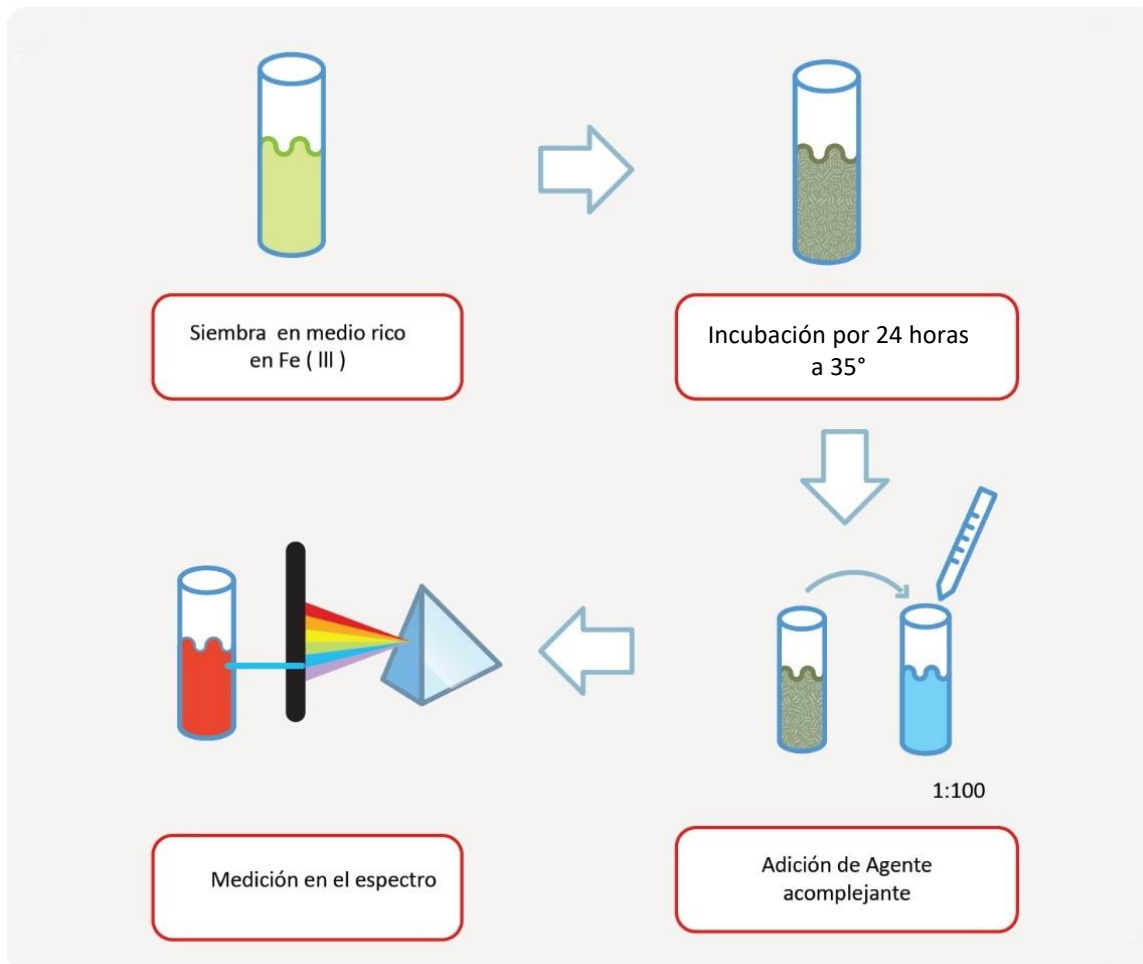 Siembra en medio rico
en Fe ( III )
Incubación por 24 horas
a 35°
1:100
Adición de Agente
acomplejante
Medición en el espectro